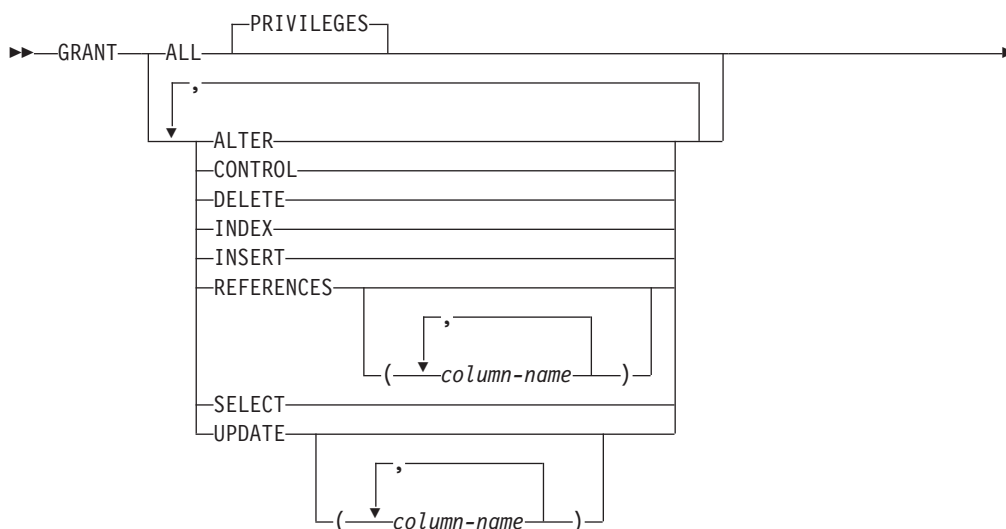 PRIVILEGES
GRANT ALL
,
ALTER
CONTROL
DELETE
INDEX
INSERT
REFERENCES
,
( column-name )
SELECT
UPDATE
,
( column-name )